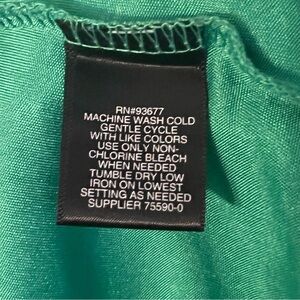 RN#93677
MACHINE WASH COLD
GENTLE CYCLE
WITH LIKE COLORS
USE ONLY NON-
CHLORINE BLEACH
WHEN NEEDED
TUMBLE DRY LOW
IRON ON LOWEST
SETTING AS NEEDED
SUPPLIER 75590-0